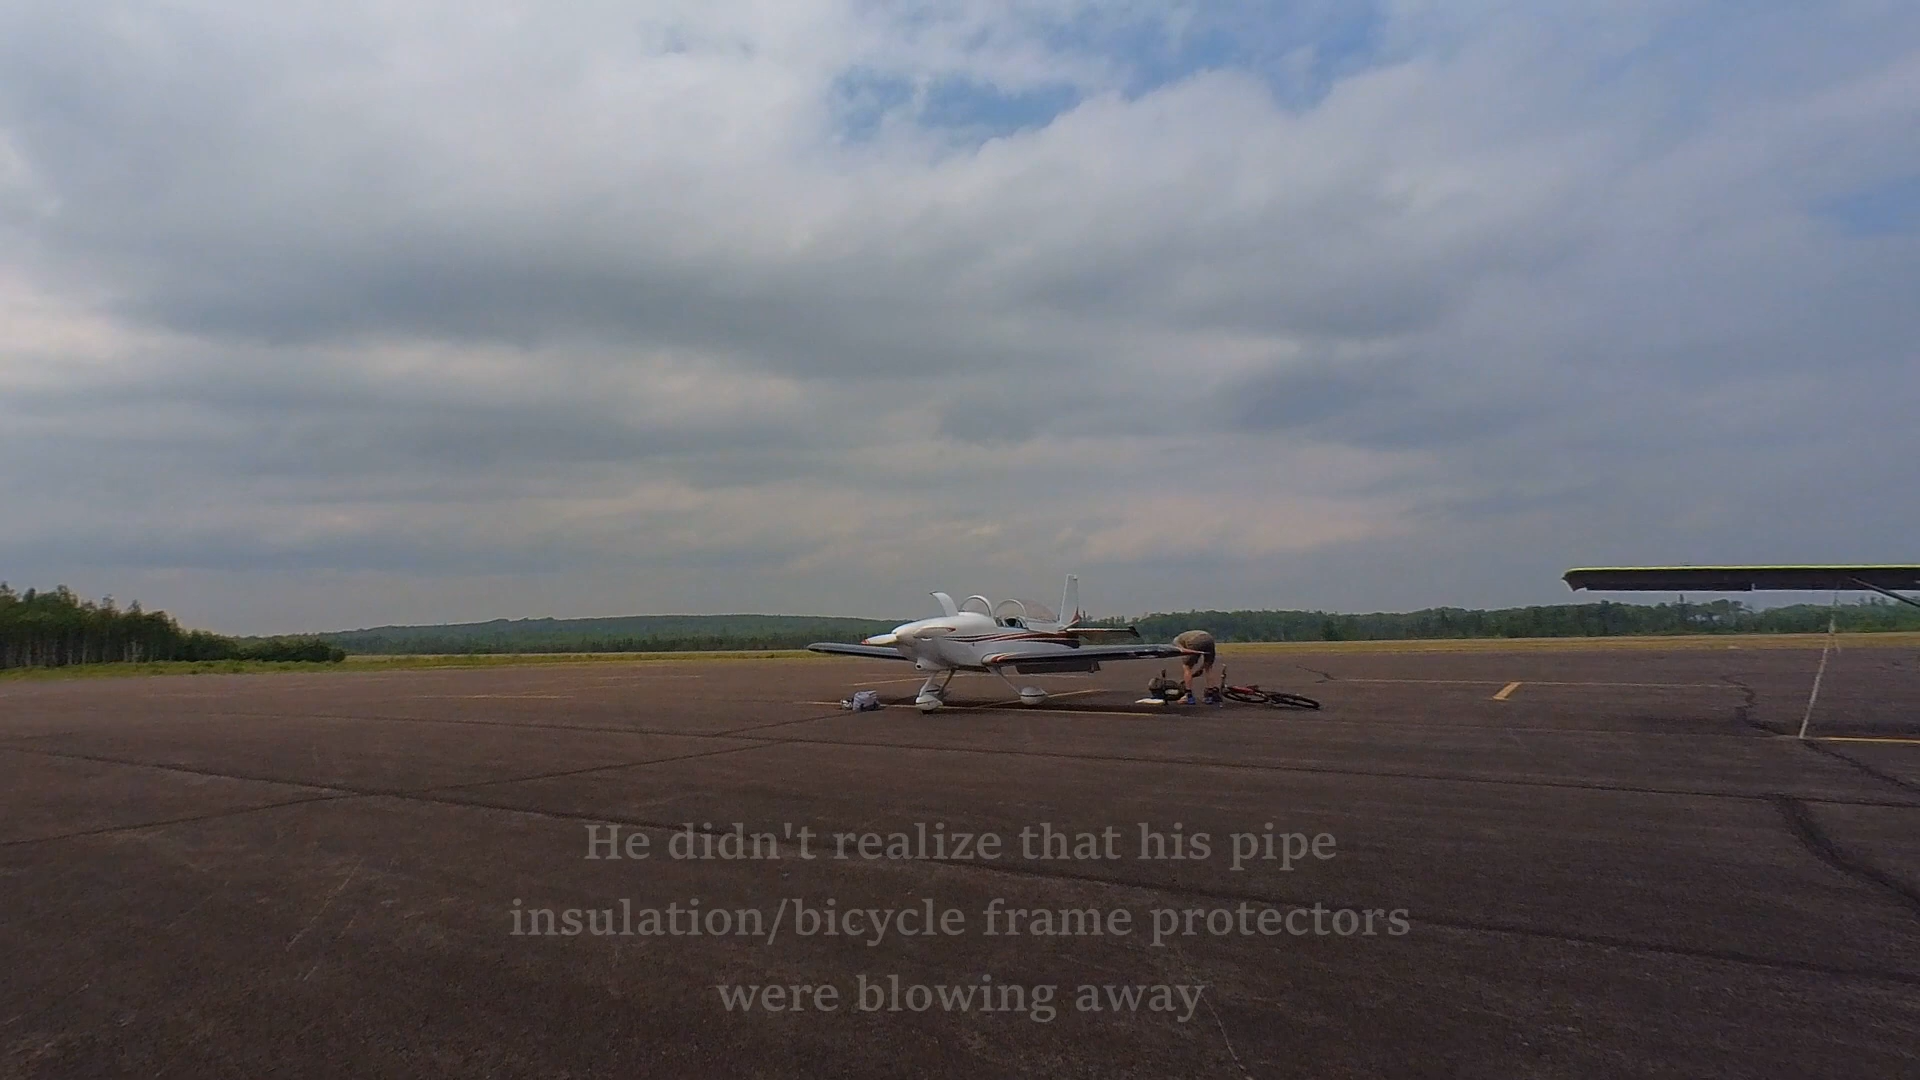 He didn't realize that his pipe
insulation/bicycle frame protectors
were blowing away